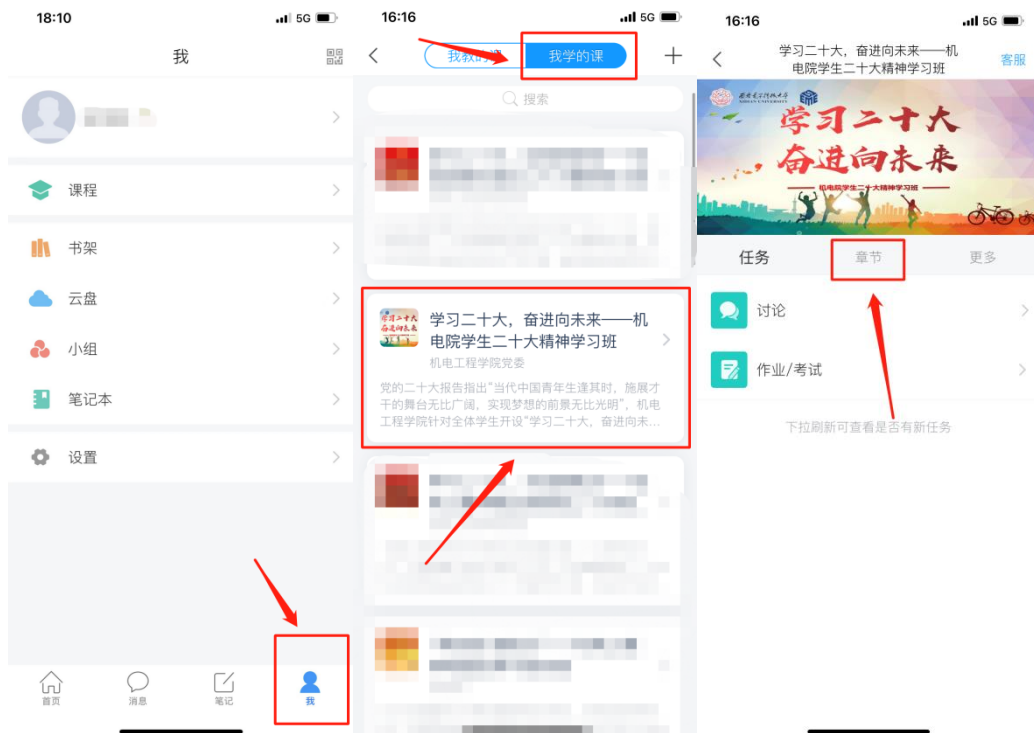 18:10
5G
我
课程
书架
云盘
小组
笔记本
设置
首页
消息
笔记
我
16:16
5G
我教的课
我学的课
搜索
学习二十大，奋进向未来——机
电院学生二十大精神学习班
机电工程学院党委
党的二十大报告指出“当代中国青年生逢其时，施展才
干的舞台无比广阔，实现梦想的前景无比光明”，机电
工程学院针对全体学生开设“学习二十大，奋进向未...
16:16
5G
学习二十大，奋进向未来——机
电院学生二十大精神学习班
客服
学习二十大
奋进向未来
机电院学生二十大精神学习班
任务
章节
更多
讨论
作业/考试
下拉刷新可查看是否有新任务